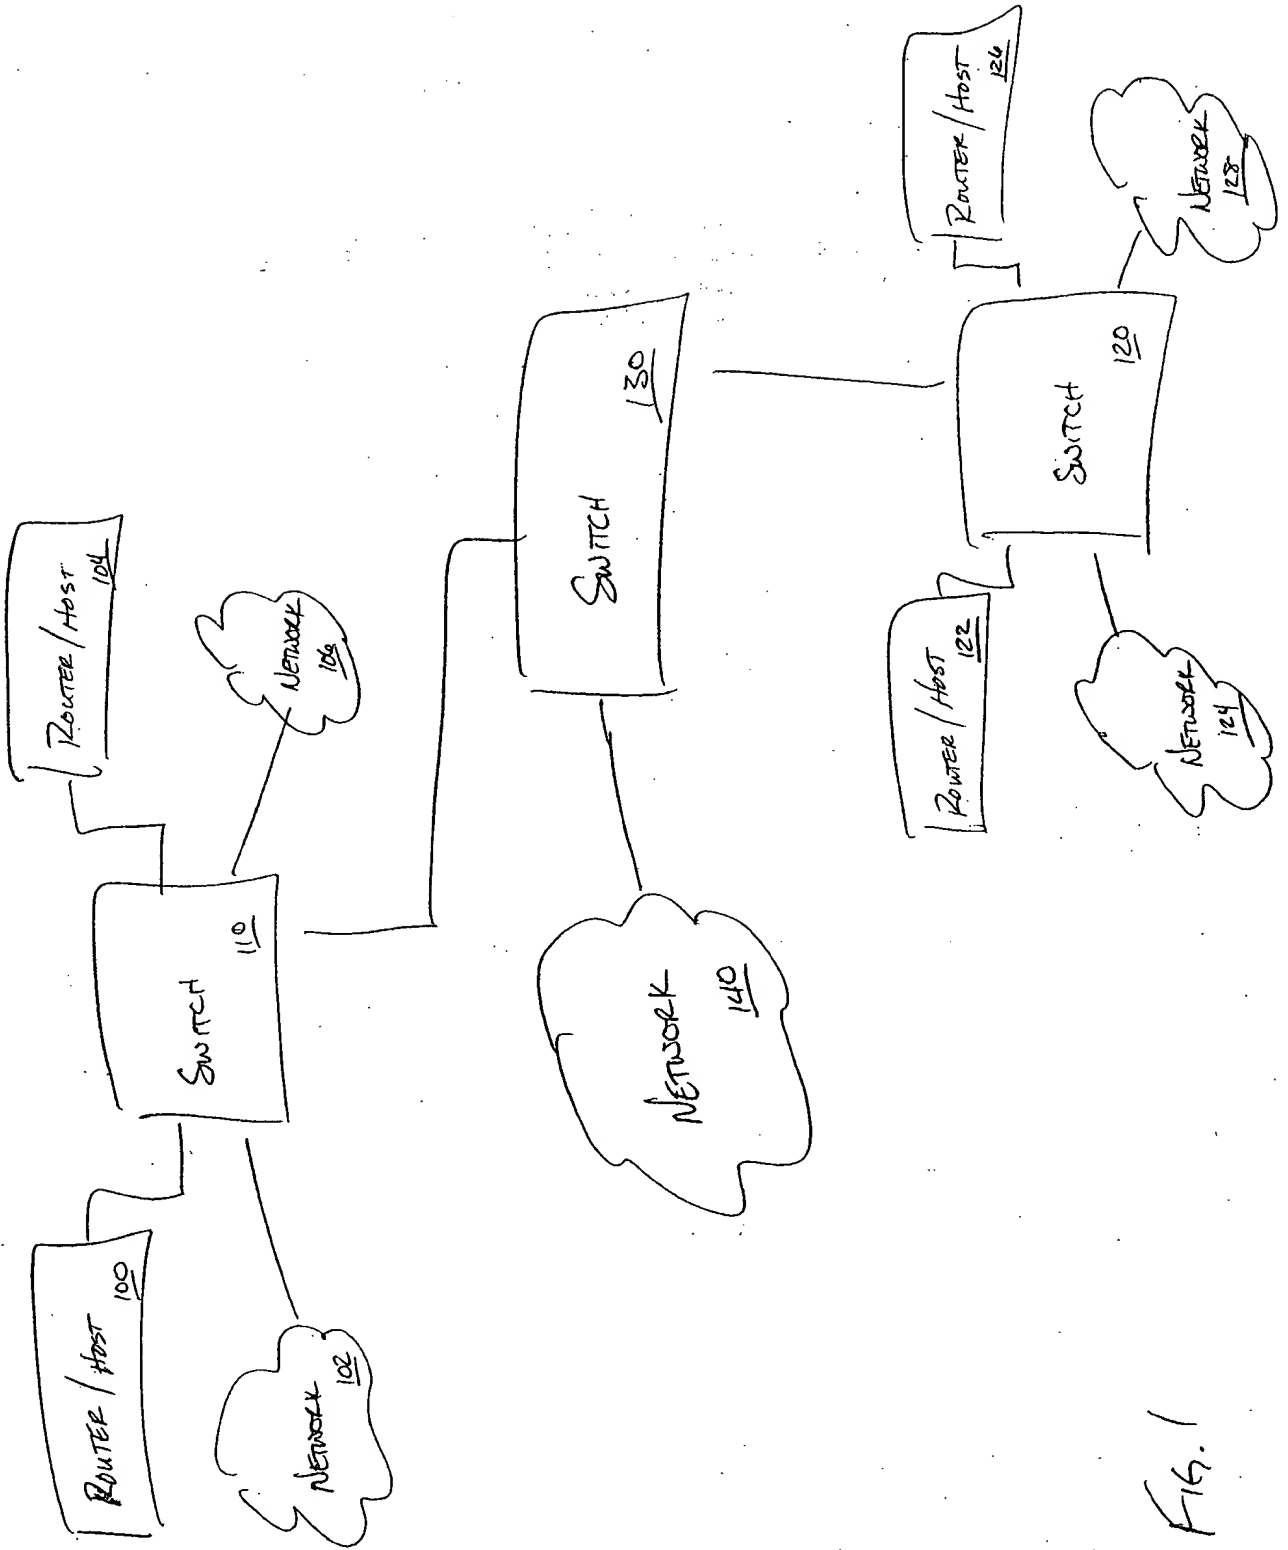 Router/Host
100
Router/Host
104
Switch
110
Network
102
Network
106
Switch
130
Network
140
Router/Host
122
Router/Host
126
Switch
120
Network
124
Network
128
Fig. 1